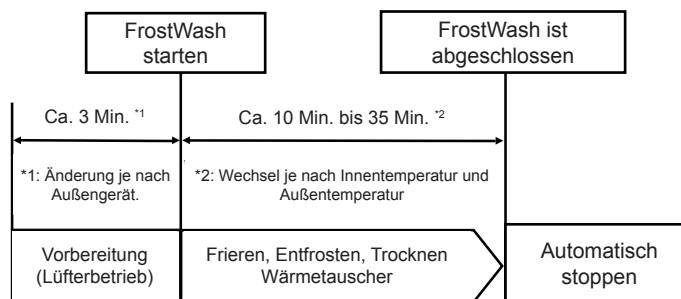 FrostWash
starten
FrostWash ist
abgeschlossen
Ca. 3 Min. *1
Ca. 10 Min. bis 35 Min. *2
*1: Änderung je nach
Außengerät.
*2: Wechsel je nach Innentemperatur und
Außentemperatur
Vorbereitung
(Lüfterbetrieb)
Frieren, Entfrosten, Trocknen
Wärmetauscher
Automatisch
stoppen